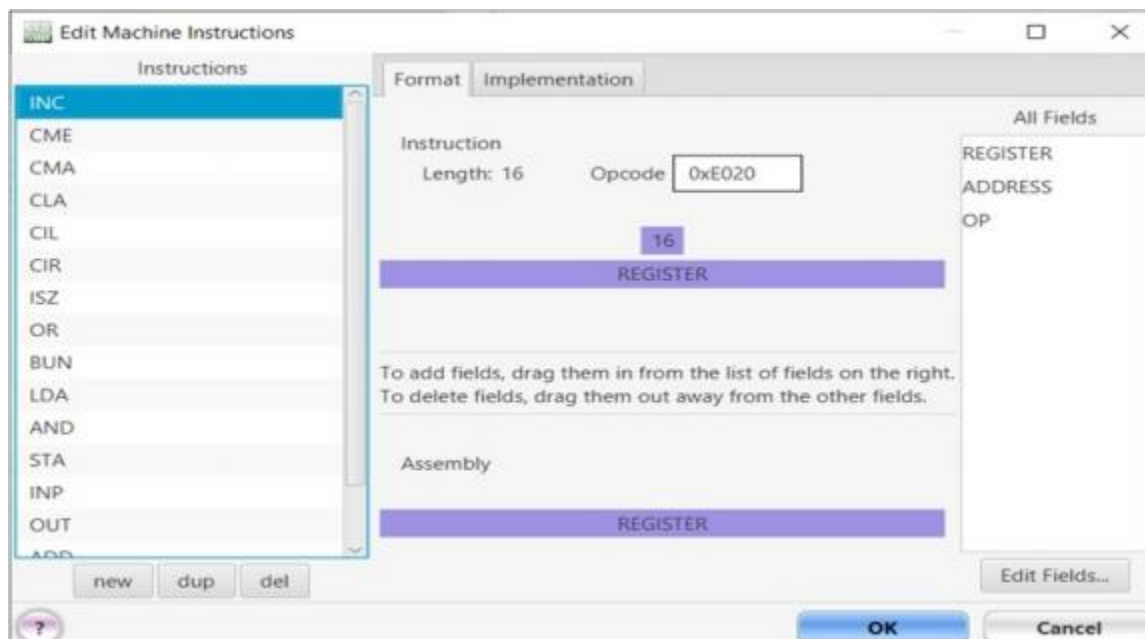 Edit Machine Instructions
Instructions
INC
CME
CMA
CLA
CIL
CIR
ISZ
OR
BUN
LDA
AND
STA
INP
OUT
ADD
new dup del
Format Implementation
Instruction
Length: 16 Opcode 0xE020
16
REGISTER
To add fields, drag them in from the list of fields on the right.
To delete fields, drag them out away from the other fields.
Assembly
REGISTER
All Fields
REGISTER
ADDRESS
OP
Edit Fields...
?
OK Cancel